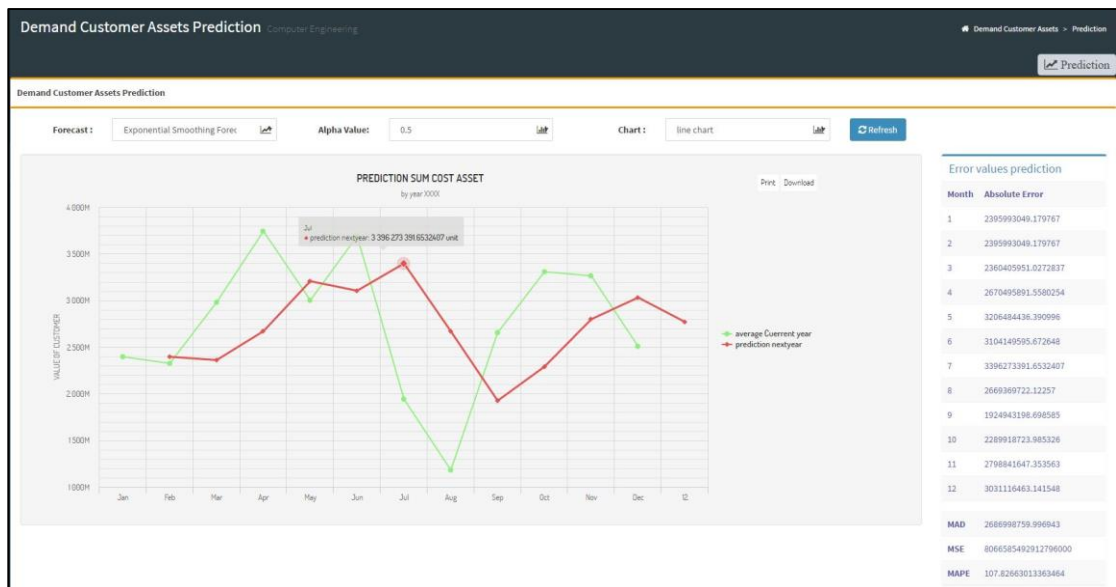 Demand Customer Assets Prediction Computer Engineering
Demand Customer Assets > Prediction
Prediction
Demand Customer Assets Prediction
Forecast : Exponential Smoothing Forec Alpha Value: 0.5 Chart : line chart Refresh
PREDICTION SUM COST ASSET
by year XXXX
Print Download
VALUE OF CUSTOMER
4 000M
3 500M
3 000M
2 500M
2 000M
1 500M
1 000M
Jul
prediction nextyear: 3 396 273 391.6532407 unit
Jan Feb Mar Apr May Jun Jul Aug Sep Oct Nov Dec 12
average Cuerrent year
prediction nextyear
Error values prediction
Month Absolute Error
1 2395993049.179767
2 2395993049.179767
3 2360405951.0272837
4 2670495891.5580254
5 3206484436.390996
6 3104149595.672648
7 3396273391.6532407
8 2669369722.12257
9 1924943198.698585
10 2289918723.985326
11 2798841647.353563
12 3031116463.141548
MAD 2686998759.996943
MSE 8066585492912796000
MAPE 107.82663013363464